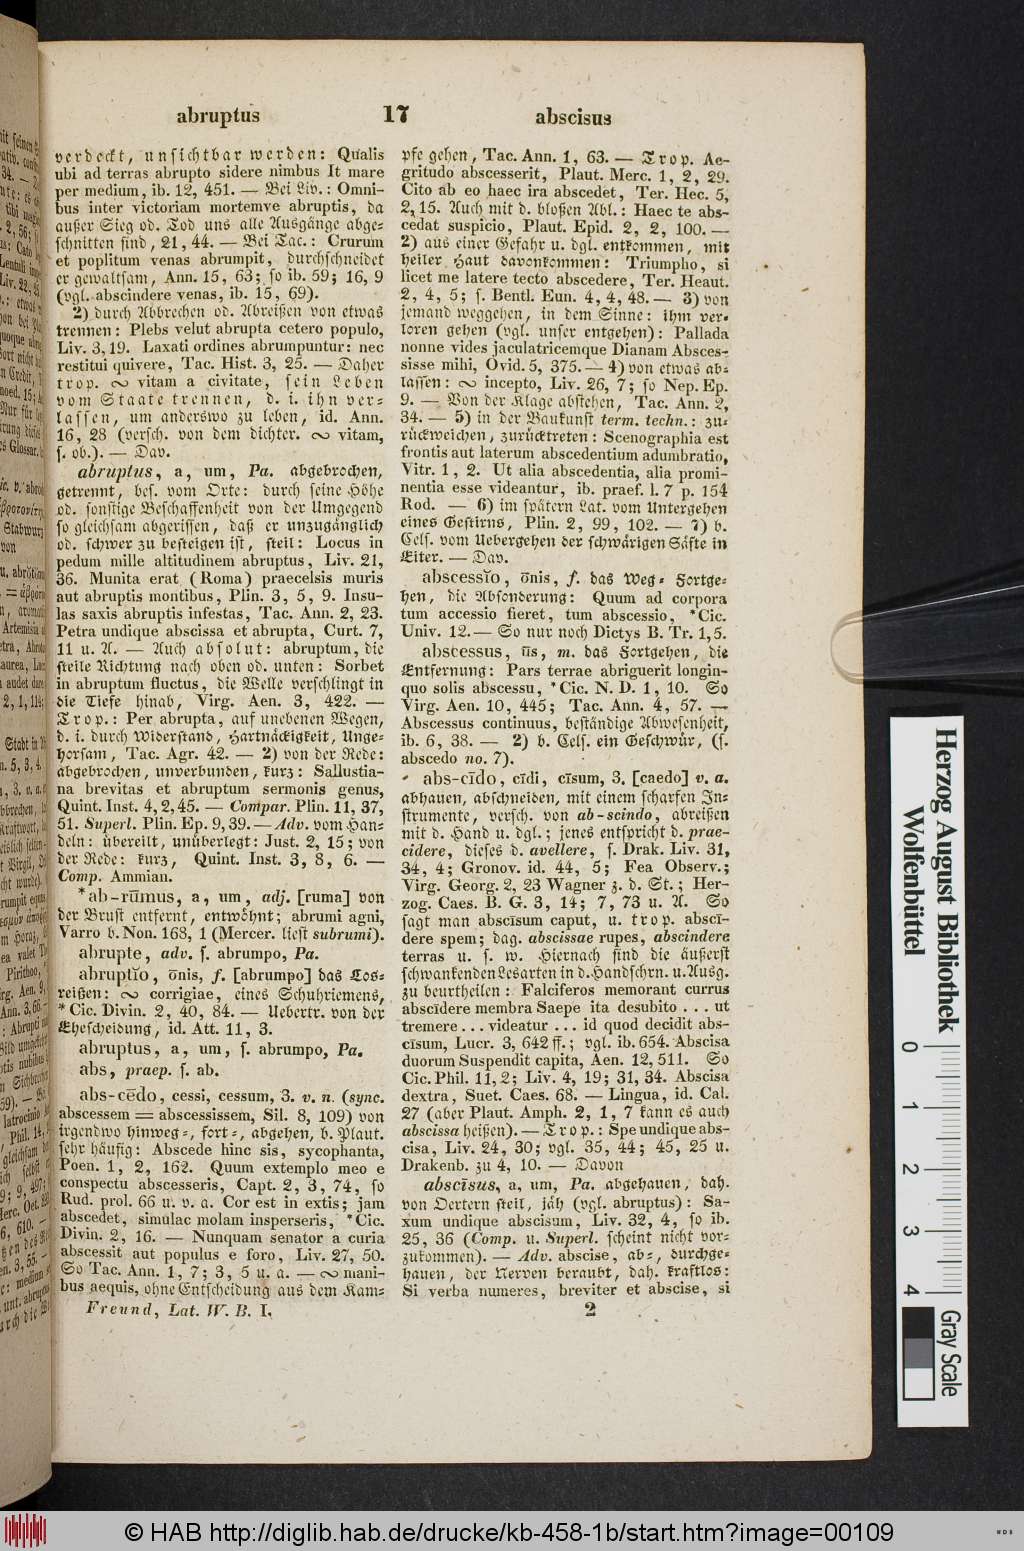 abruptus 17 abscisus
verdeckt, unsichtbar werden: Qualis
ubi ad terras abrupto sidere nimbus It mare
per medium, ib. 12, 451. — Bei Liv.: Omni-
bus inter victoriam mortemve abruptis, da
außer Sieg od. Tod uns alle Ausgänge abge-
schnitten sind, 21, 44. — Bei Tac.: Crurum
et poplitum venas abrumpit, durchschneidet
er gewaltsam, Ann. 15, 63; so ib. 59; 16, 9
(vgl. abscindere venas, ib. 15, 69).
2) durch Abbrechen od. Abreißen von etwas
trennen: Plebs velut abrupta cetero populo,
Liv. 3, 19. Laxati ordines abrumpuntur: nec
restitui quivere, Tac. Hist. 3, 25. — Daher
trop. ∾ vitam a civitate, sein Leben
vom Staate trennen, d. i. ihn ver-
lassen, um anderswo zu leben, id. Ann.
16, 28 (versch. von dem dichter. ∾ vitam,
s. ob.). — Dav.
abruptus, a, um, Pa. abgebrochen,
getrennt, bes. vom Orte: durch seine Höhe
od. sonstige Beschaffenheit von der Umgegend
so gleichsam abgerissen, daß er unzugänglich
od. schwer zu besteigen ist, steil: Locus in
pedum mille altitudinem abruptus, Liv. 21,
36. Munita erat (Roma) praecelsis muris
aut abruptis montibus, Plin. 3, 5, 9. Insu-
las saxis abruptis infestas, Tac. Ann. 2, 23.
Petra undique abscissa et abrupta, Curt. 7,
11 u. A. — Auch absolut: abruptum, die
steile Richtung nach oben od. unten: Sorbet
in abruptum fluctus, die Welle verschlingt in
die Tiefe hinab, Virg. Aen. 3, 422. —
Trop.: Per abrupta, auf unebenen Wegen,
d. i. durch Widerstand, Hartnäckigkeit, Unge-
horsam, Tac. Agr. 42. — 2) von der Rede:
abgebrochen, unverbunden, kurz: Sallustia-
na brevitas et abruptum sermonis genus,
Quint. Inst. 4, 2, 45. — Compar. Plin. 11, 37,
51. Superl. Plin. Ep. 9, 39. — Adv. vom Han-
deln: übereilt, unüberlegt: Just. 2, 15; von
der Rede: kurz, Quint. Inst. 3, 8, 6. —
Comp. Ammian.
*ab-rūmus, a, um, adj. [ruma] von
der Brust entfernt, entwöhnt; abrumi agni,
Varro b. Non. 168, 1 (Mercer. liest subrumi).
abrupte, adv. s. abrumpo, Pa.
abruptĭo, ōnis, f. [abrumpo] das Los-
reißen: ∾ corrigiae, eines Schuhriemens,
*Cic. Divin. 2, 40, 84. — Uebertr. von der
Ehescheidung, id. Att. 11, 3.
abruptus, a, um, s. abrumpo, Pa.
abs, praep. s. ab.
abs-cēdo, cessi, cessum, 3. v. n. (sync.
abscessem = abscessissem, Sil. 8, 109) von
irgendwo hinweg-, fort-, abgehen, b. Plaut.
sehr häufig: Abscede hinc sis, sycophanta,
Poen. 1, 2, 162. Quum extemplo meo e
conspectu abscesseris, Capt. 2, 3, 74, so
Rud. prol. 66 u. v. a. Cor est in extis; jam
abscedet, simulac molam insperseris, *Cic.
Divin. 2, 16. — Nunquam senator a curia
abscessit aut populus e foro, Liv. 27, 50.
So Tac. Ann. 1, 7; 3, 5 u. a. — ∾ mani-
bus aequis, ohne Entscheidung aus dem Kam-
Freund, Lat. W. B. I.
pfe gehen, Tac. Ann. 1, 63. — Trop. Ae-
gritudo abscesserit, Plaut. Merc. 1, 2, 29.
Cito ab eo haec ira abscedet, Ter. Hec. 5,
2, 15. Auch mit d. bloßen Abl.: Haec te abs-
cedat suspicio, Plaut. Epid. 2, 2, 100. —
2) aus einer Gefahr u. dgl. entkommen, mit
heiler Haut davonkommen: Triumpho, si
licet me latere tecto abscedere, Ter. Heaut.
2, 4, 5; s. Bentl. Eun. 4, 4, 48. — 3) von
jemand weggehen, in dem Sinne: ihm ver-
loren gehen (vgl. unser entgehen): Pallada
nonne vides jaculatricemque Dianam Absces-
sisse mihi, Ovid. 5, 375. — 4) von etwas ab-
lassen: ∾ incepto, Liv. 26, 7; so Nep. Ep.
9. — Von der Klage abstehen, Tac. Ann. 2,
34. — 5) in der Baukunst term. techn.: zu-
rückweichen, zurücktreten: Scenographia est
frontis aut laterum abscedentium adumbratio,
Vitr. 1, 2. Ut alia abscedentia, alia promi-
nentia esse videantur, ib. praef. l. 7 p. 154
Rod. — 6) im spätern Lat. vom Untergehen
eines Gestirns, Plin. 2, 99, 102. — 7) b.
Cels. vom Uebergehen der schwärigen Säfte in
Eiter. — Dav.
abscessĭo, ōnis, f. das Weg- Fortge-
hen, die Absonderung: Quum ad corpora
tum accessio fieret, tum abscessio, *Cic.
Univ. 12. — So nur noch Dictys B. Tr. 1, 5.
abscessus, ūs, m. das Fortgehen, die
Entfernung: Pars terrae abriguerit longin-
quo solis abscessu, *Cic. N. D. 1, 10. So
Virg. Aen. 10, 445; Tac. Ann. 4, 57. —
Abscessus continuus, beständige Abwesenheit,
ib. 6, 38. — 2) b. Cels. ein Geschwür, (s.
abscedo no. 7).
abs-cīdo, cīdi, cīsum, 3. [caedo] v. a.
abhauen, abschneiden, mit einem scharfen In-
strumente, versch. von ab-scindo, abreißen
mit d. Hand u. dgl.; jenes entspricht d. prae-
cidere, dieses d. avellere, s. Drak. Liv. 31,
34, 4; Gronov. id. 44, 5; Fea Observ.;
Virg. Georg. 2, 23 Wagner z. d. St.; Her-
zog. Caes. B. G. 3, 14; 7, 73 u. A. So
sagt man abscīsum caput, u. trop. abscī-
dere spem; dag. abscissae rupes, abscindere
terras u. s. w. Hiernach sind die äußerst
schwankenden Lesarten in d. Handschrn. u. Ausg.
zu beurtheilen: Falciferos memorant currus
abscīdere membra Saepe ita desubito ... ut
tremere ... videatur ... id quod decidit abs-
cīsum, Lucr. 3, 642 ff.; vgl. ib. 654. Abscisa
duorum Suspendit capita, Aen. 12, 511. So
Cic. Phil. 11, 2; Liv. 4, 19; 31, 34. Abscisa
dextra, Suet. Caes. 68. — Lingua, id. Cal.
27 (aber Plaut. Amph. 2, 1, 7 kann es auch
abscissa heißen). — Trop.: Spe undique abs-
cisa, Liv. 24, 30; vgl. 35, 44; 45, 25 u.
Drakenb. zu 4, 10. — Davon
abscīsus, a, um, Pa. abgehauen, dah.
von Oertern steil, jäh (vgl. abruptus): Sa-
xum undique abscisum, Liv. 32, 4, so ib.
25, 36 (Comp. u. Superl. scheint nicht vor-
zukommen). — Adv. abscise, ab-, durchge-
hauen, der Nerven beraubt, dah. kraftlos:
Si verba numeres, breviter et abscise, si
2
Herzog August Bibliothek
Wolfenbüttel
0 1 2 3 4
Gray Scale
© HAB http://diglib.hab.de/drucke/kb-458-1b/start.htm?image=00109